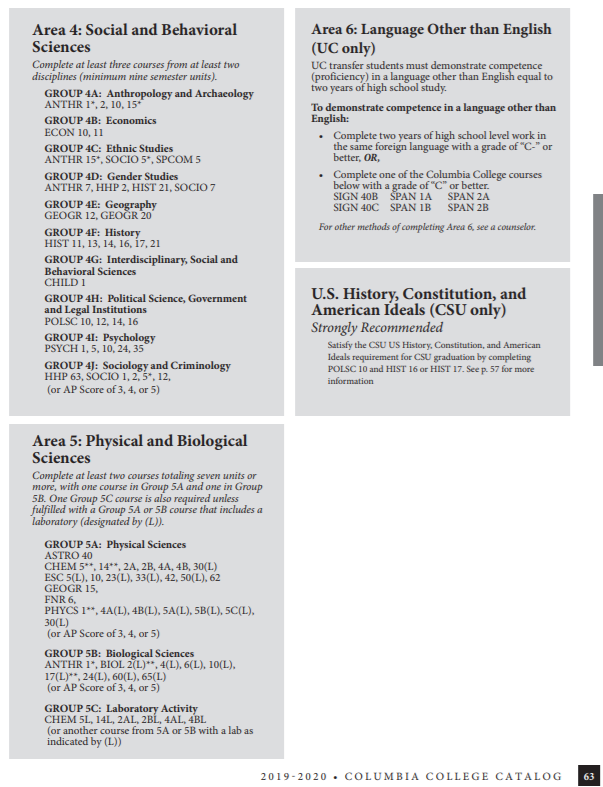 Area 4: Social and Behavioral
Sciences
Complete at least three courses from at least two
disciplines (minimum nine semester units).
GROUP 4A: Anthropology and Archaeology
ANTHR 1*, 2, 10, 15*
GROUP 4B: Economics
ECON 10, 11
GROUP 4C: Ethnic Studies
ANTHR 15*, SOCIO 5*, SPCOM 5
GROUP 4D: Gender Studies
ANTHR 7, HHP 2, HIST 21, SOCIO 7
GROUP 4E: Geography
GEOGR 12, GEOGR 20
GROUP 4F: History
HIST 11, 13, 14, 16, 17, 21
GROUP 4G: Interdisciplinary, Social and
Behavioral Sciences
CHILD 1
GROUP 4H: Political Science, Government
and Legal Institutions
POLSC 10, 12, 14, 16
GROUP 4I: Psychology
PSYCH 1, 5, 10, 24, 35
GROUP 4J: Sociology and Criminology
HHP 63, SOCIO 1, 2, 5*, 12,
(or AP Score of 3, 4, or 5)
Area 5: Physical and Biological
Sciences
Complete at least two courses totaling seven units or
more, with one course in Group 5A and one in Group
5B. One Group 5C course is also required unless
fulfilled with a Group 5A or 5B course that includes a
laboratory (designated by (L)).
GROUP 5A: Physical Sciences
ASTRO 40
CHEM 5**, 14**, 2A, 2B, 4A, 4B, 30(L)
ESC 5(L), 10, 23(L), 33(L), 42, 50(L), 62
GEOGR 15,
FNR 6,
PHYCS 1**, 4A(L), 4B(L), 5A(L), 5B(L), 5C(L),
30(L)
(or AP Score of 3, 4, or 5)
GROUP 5B: Biological Sciences
ANTHR 1*, BIOL 2(L)**, 4(L), 6(L), 10(L),
17(L)**, 24(L), 60(L), 65(L)
(or AP Score of 3, 4, or 5)
GROUP 5C: Laboratory Activity
CHEM 5L, 14L, 2AL, 2BL, 4AL, 4BL
(or another course from 5A or 5B with a lab as
indicated by (L))
Area 6: Language Other than English
(UC only)
UC transfer students must demonstrate competence
(proficiency) in a language other than English equal to
two years of high school study.
To demonstrate competence in a language other than
English:
• Complete two years of high school level work in
the same foreign language with a grade of “C-” or
better, OR,
• Complete one of the Columbia College courses
below with a grade of “C” or better.
SIGN 40B SPAN 1A SPAN 2A
SIGN 40C SPAN 1B SPAN 2B
For other methods of completing Area 6, see a counselor.
U.S. History, Constitution, and
American Ideals (CSU only)
Strongly Recommended
Satisfy the CSU US History, Constitution, and American
Ideals requirement for CSU graduation by completing
POLSC 10 and HIST 16 or HIST 17. See p. 57 for more
information
2019-2020 • COLUMBIA COLLEGE CATALOG 63